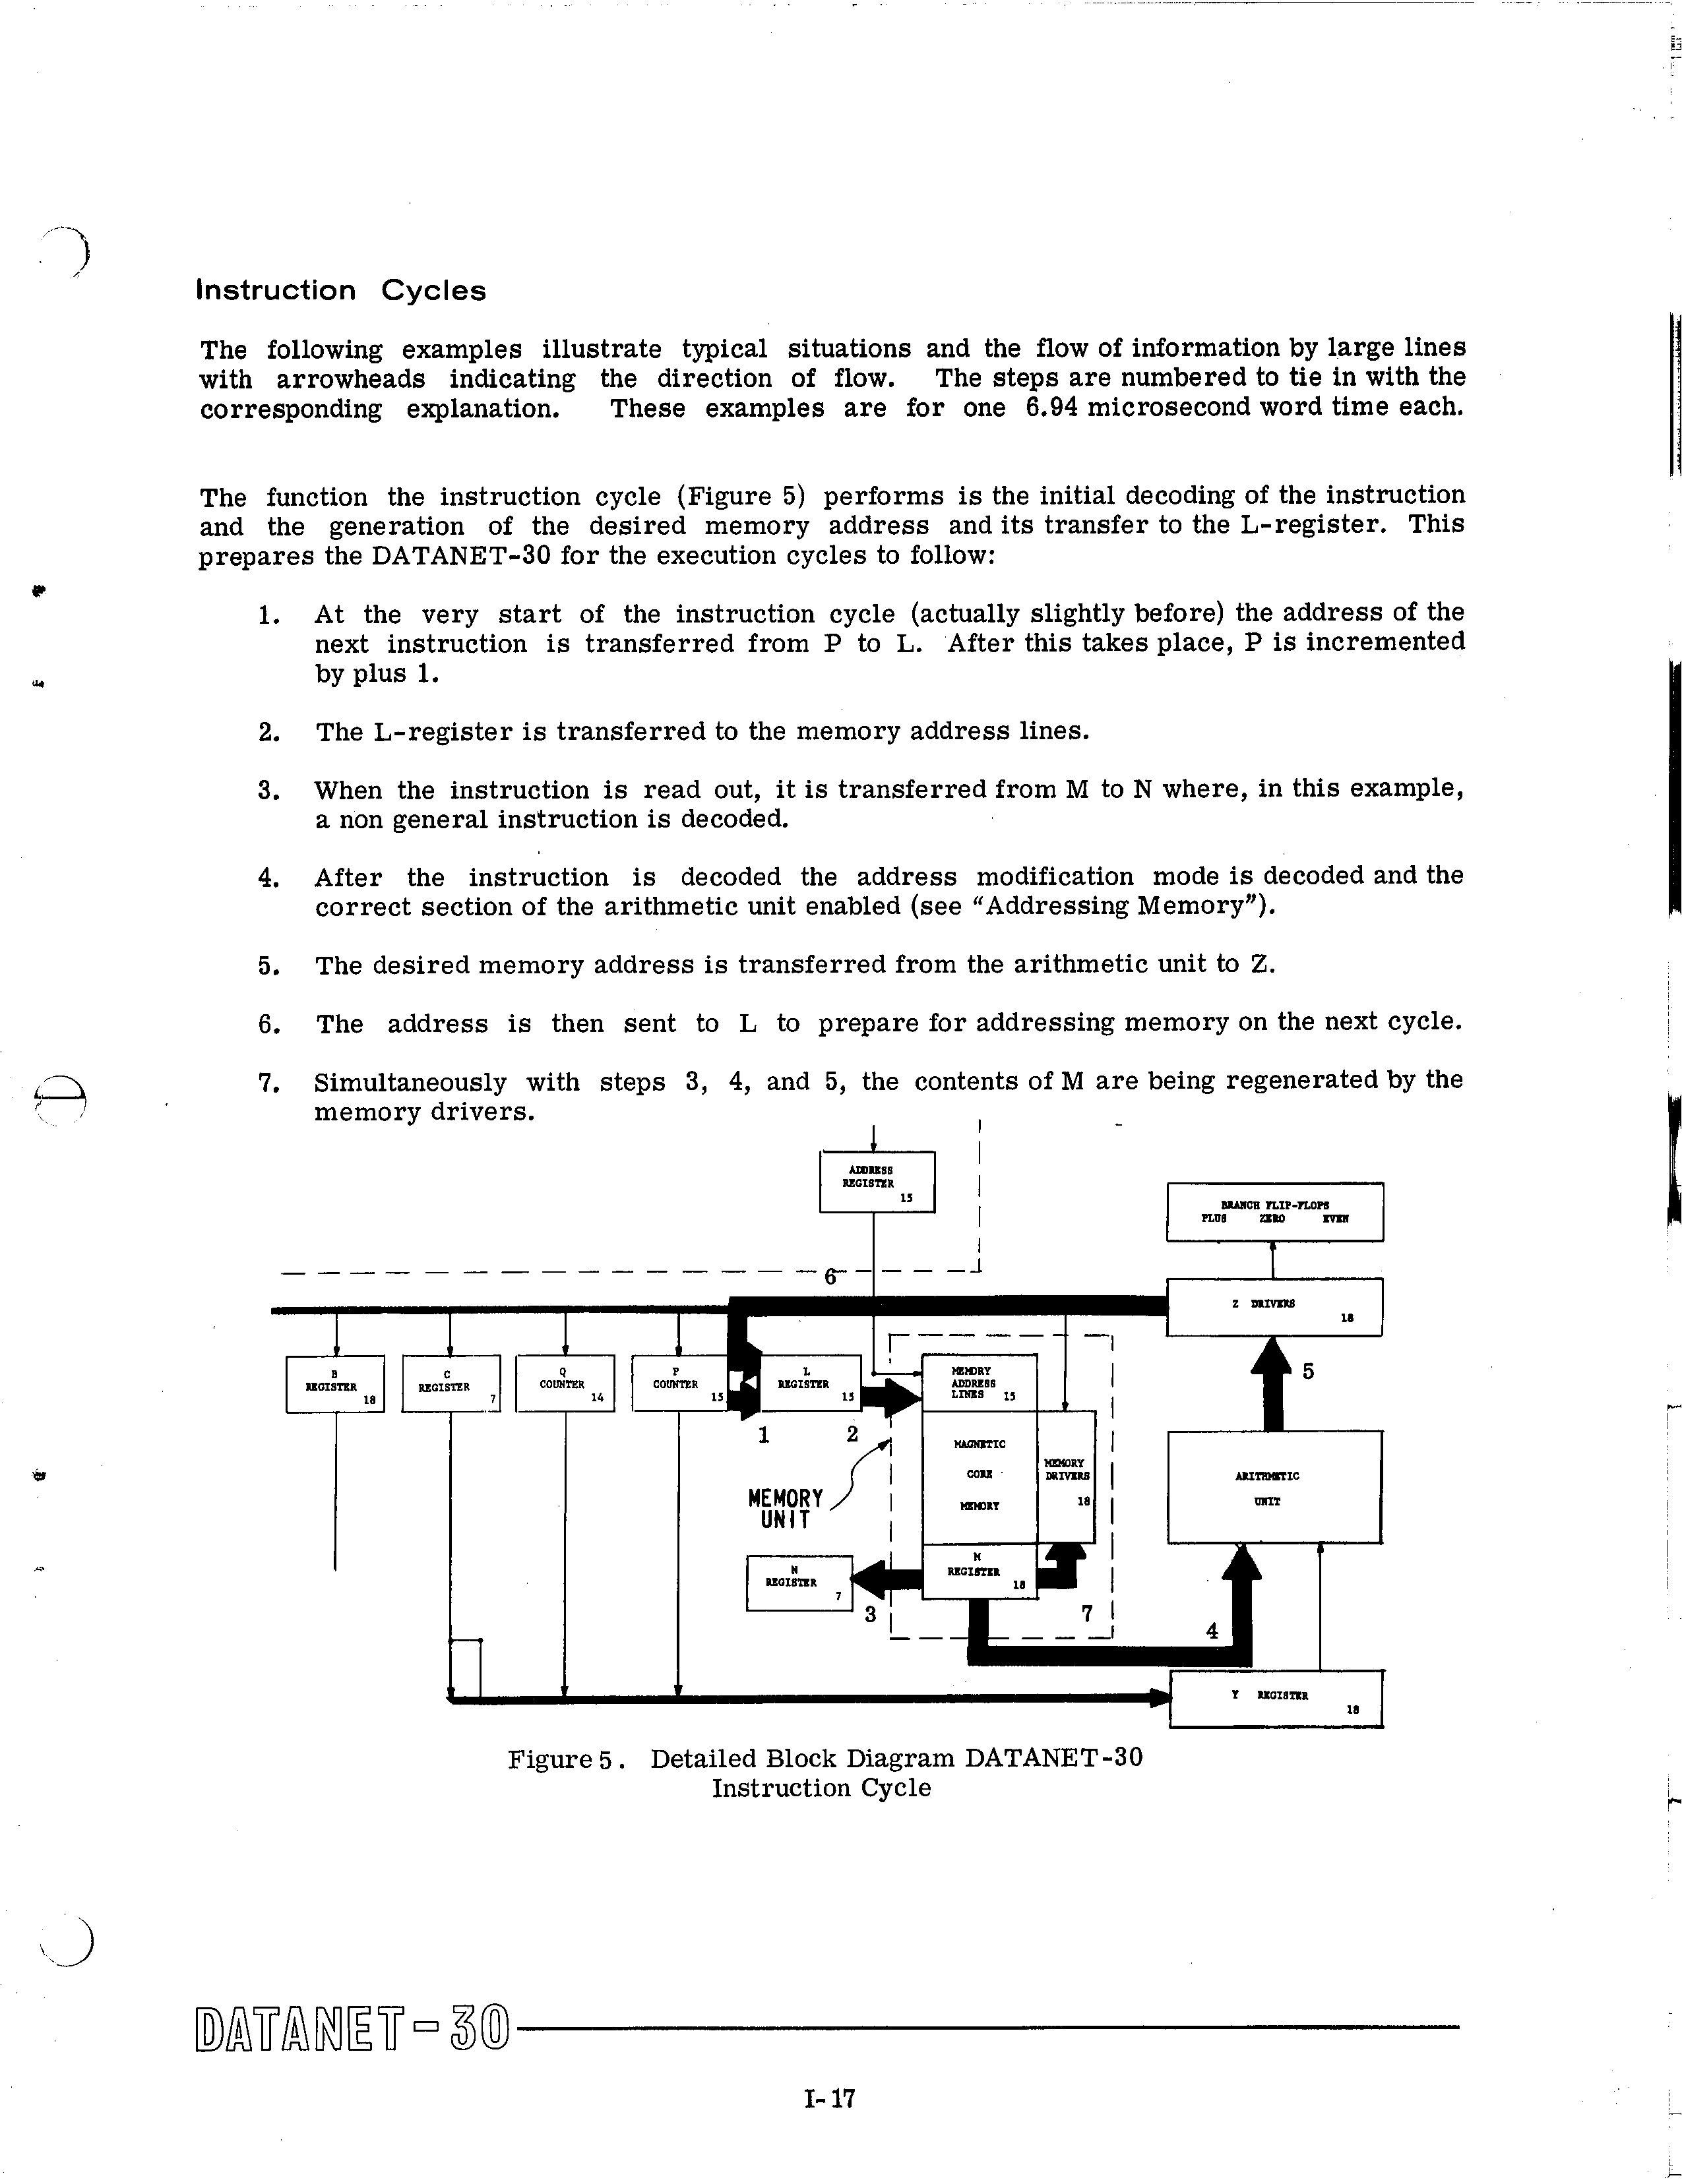 Instruction Cycles
The following examples illustrate typical situations and the flow of information by large lines
with arrowheads indicating the direction of flow. The steps are numbered to tie in with the
corresponding explanation. These examples are for one 6.94 microsecond word time each.
The function the instruction cycle (Figure 5) performs is the initial decoding of the instruction
and the generation of the desired memory address and its transfer to the L-register. This
prepares the DATANET-30 for the execution cycles to follow:
1. At the very start of the instruction cycle (actually slightly before) the address of the
next instruction is transferred from P to L. After this takes place, P is incremented
by plus 1.
2. The L-register is transferred to the memory address lines.
3. When the instruction is read out, it is transferred from M to N where, in this example,
a non general instruction is decoded.
4. After the instruction is decoded the address modification mode is decoded and the
correct section of the arithmetic unit enabled (see “Addressing Memory”).
5. The desired memory address is transferred from the arithmetic unit to Z.
6. The address is then sent to L to prepare for addressing memory on the next cycle.
7. Simultaneously with steps 3, 4, and 5, the contents of M are being regenerated by the
memory drivers.
ADDRESS
REGISTER
15
BRANCH FLIP-FLOPS
PLUS ZERO EVEN
6
Z DRIVERS
18
B
REGISTER
18
C
REGISTER
7
Q
COUNTER
14
P
COUNTER
15
L
REGISTER
15
MEMORY
ADDRESS
LINES 15
5
1
2
MAGNETIC
CORE
MEMORY
MEMORY
DRIVERS
18
ARITHMETIC
UNIT
MEMORY
UNIT
N
REGISTER
7
M
REGISTER
18
3
7
4
Y REGISTER
18
Figure 5. Detailed Block Diagram DATANET-30
Instruction Cycle
DATANET-30
I-17